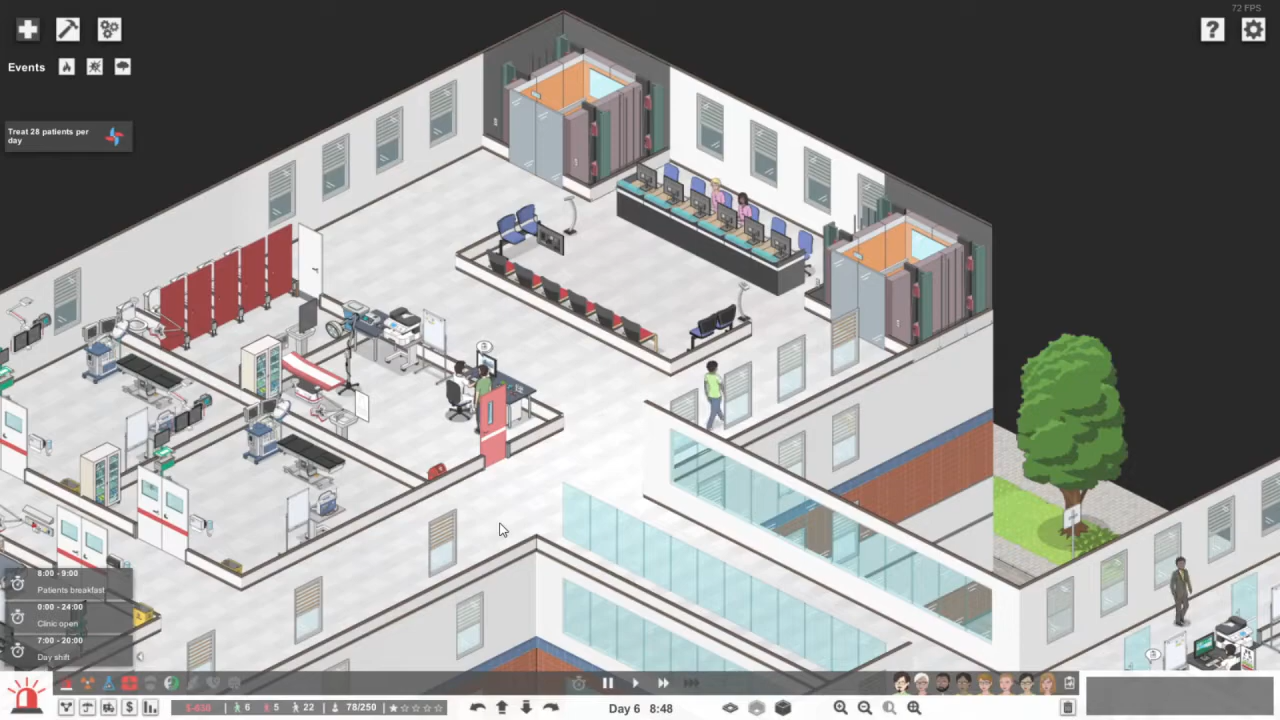 72 FPS
Events
Treat 28 patients per
day
8:00 - 9:00
Patients breakfast
0:00 - 24:00
Clinic open
7:00 - 20:00
Day shift
6
5
22
78/250
Day 6 8:48